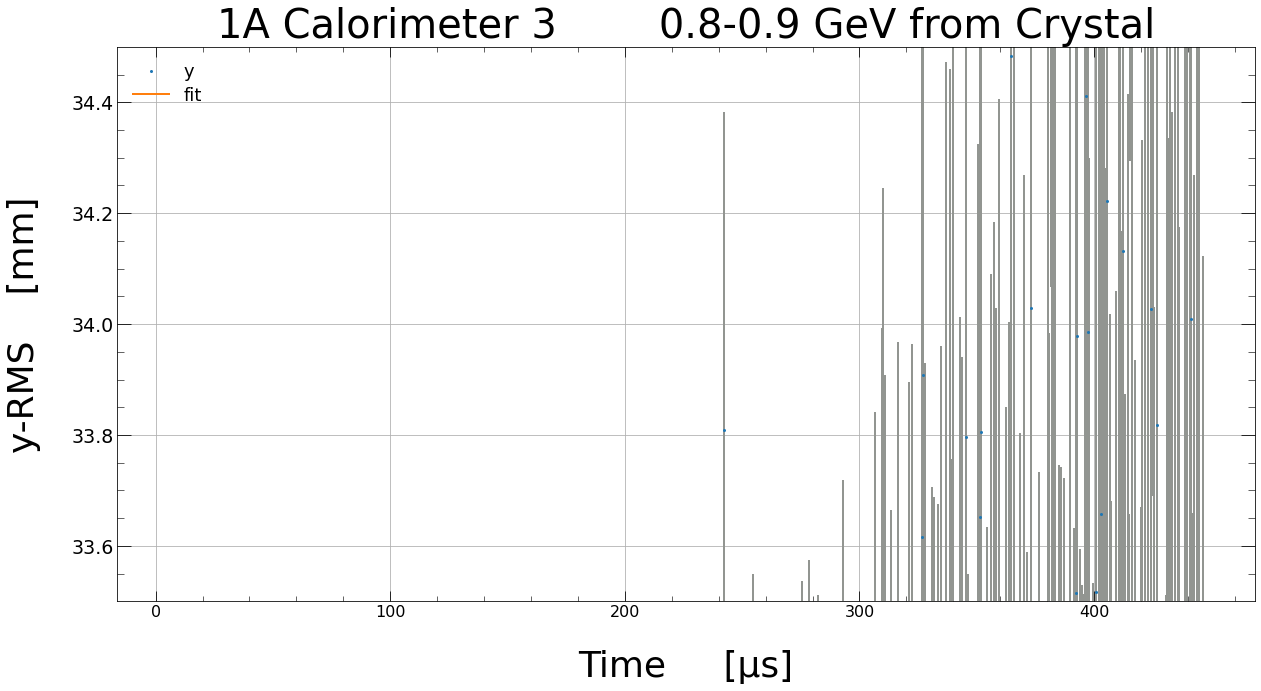 1A Calorimeter 3 0.8-0.9 GeV from Crystal
y
fit
y-RMS [mm]
34.4
34.2
34.0
33.8
33.6
0 100 200 300 400
Time [µs]